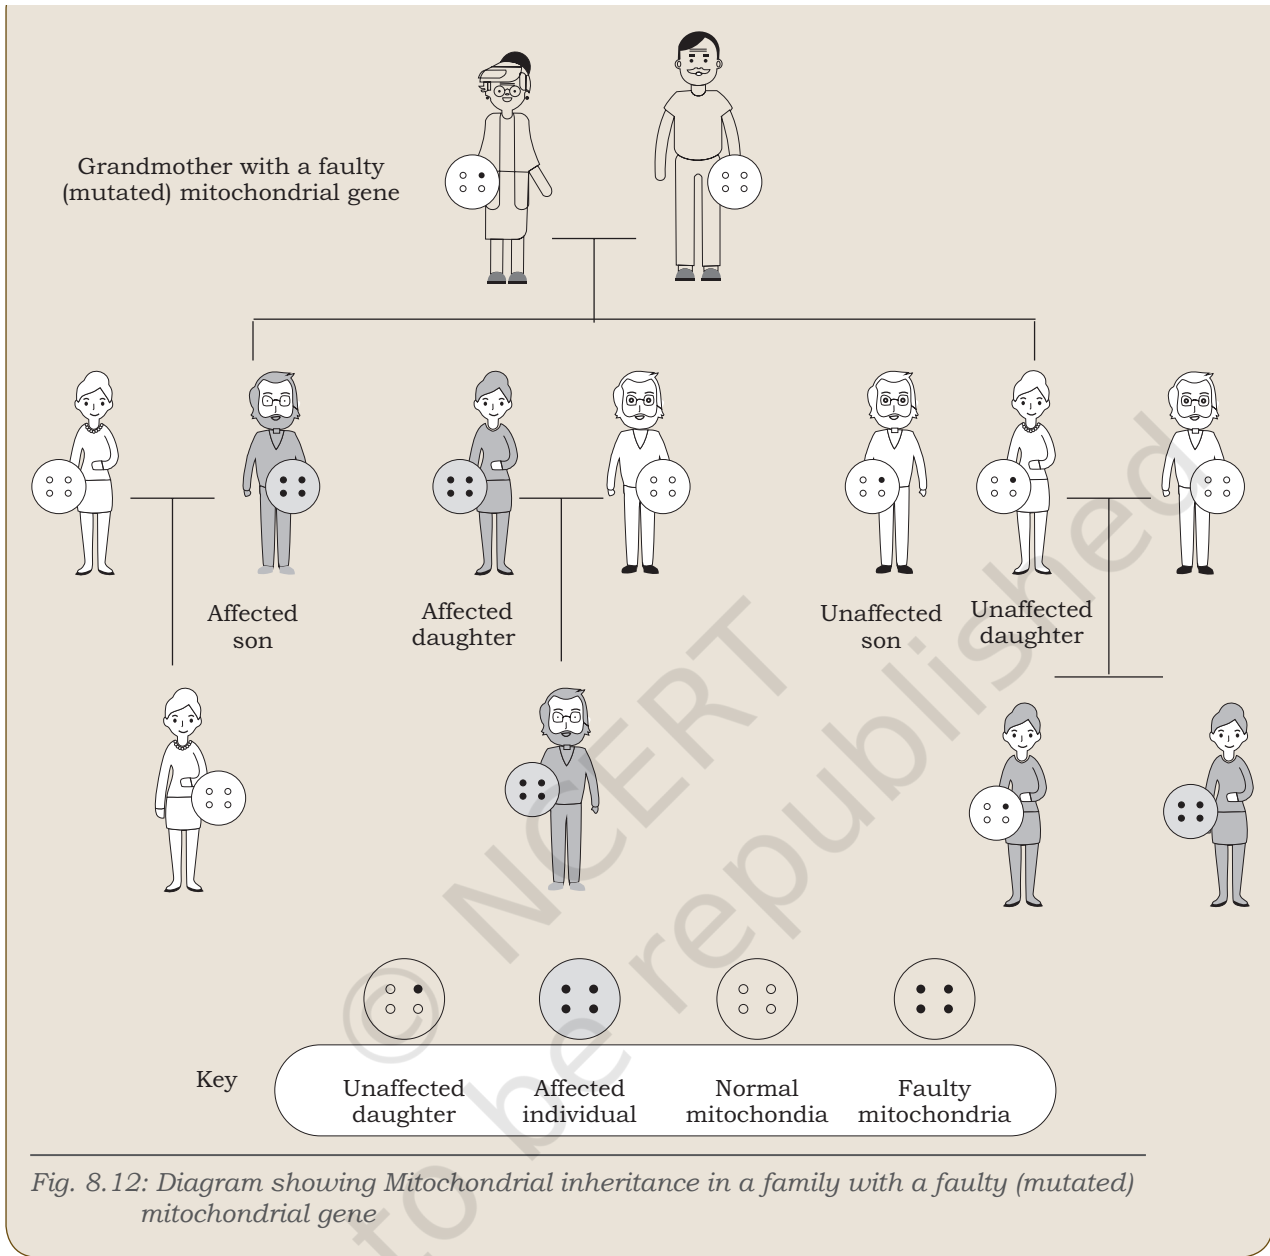 Grandmother with a faulty
(mutated) mitochondrial gene
Affected
son
Affected
daughter
Unaffected
son
Unaffected
daughter
Key
Unaffected
daughter
Affected
individual
Normal
mitochondia
Faulty
mitochondria
Fig. 8.12: Diagram showing Mitochondrial inheritance in a family with a faulty (mutated)
mitochondrial gene
© NCERT
to be republished